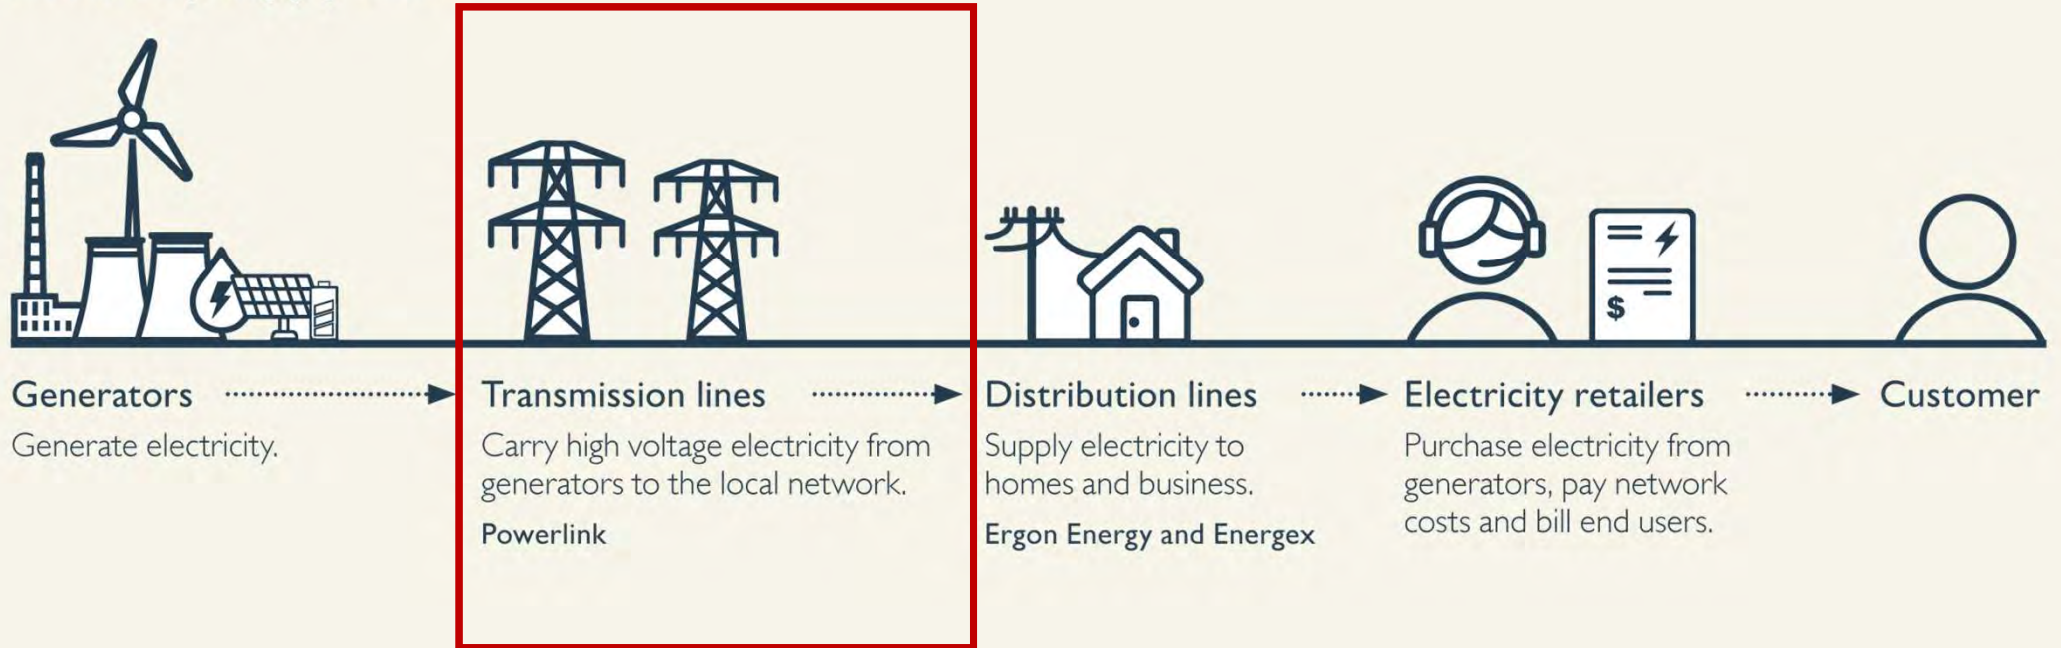 Generators
Generate electricity.
Transmission lines
Carry high voltage electricity from
generators to the local network.
Powerlink
Distribution lines
Supply electricity to
homes and business.
Ergon Energy and Energex
Electricity retailers
Purchase electricity from
generators, pay network
costs and bill end users.
$
Customer